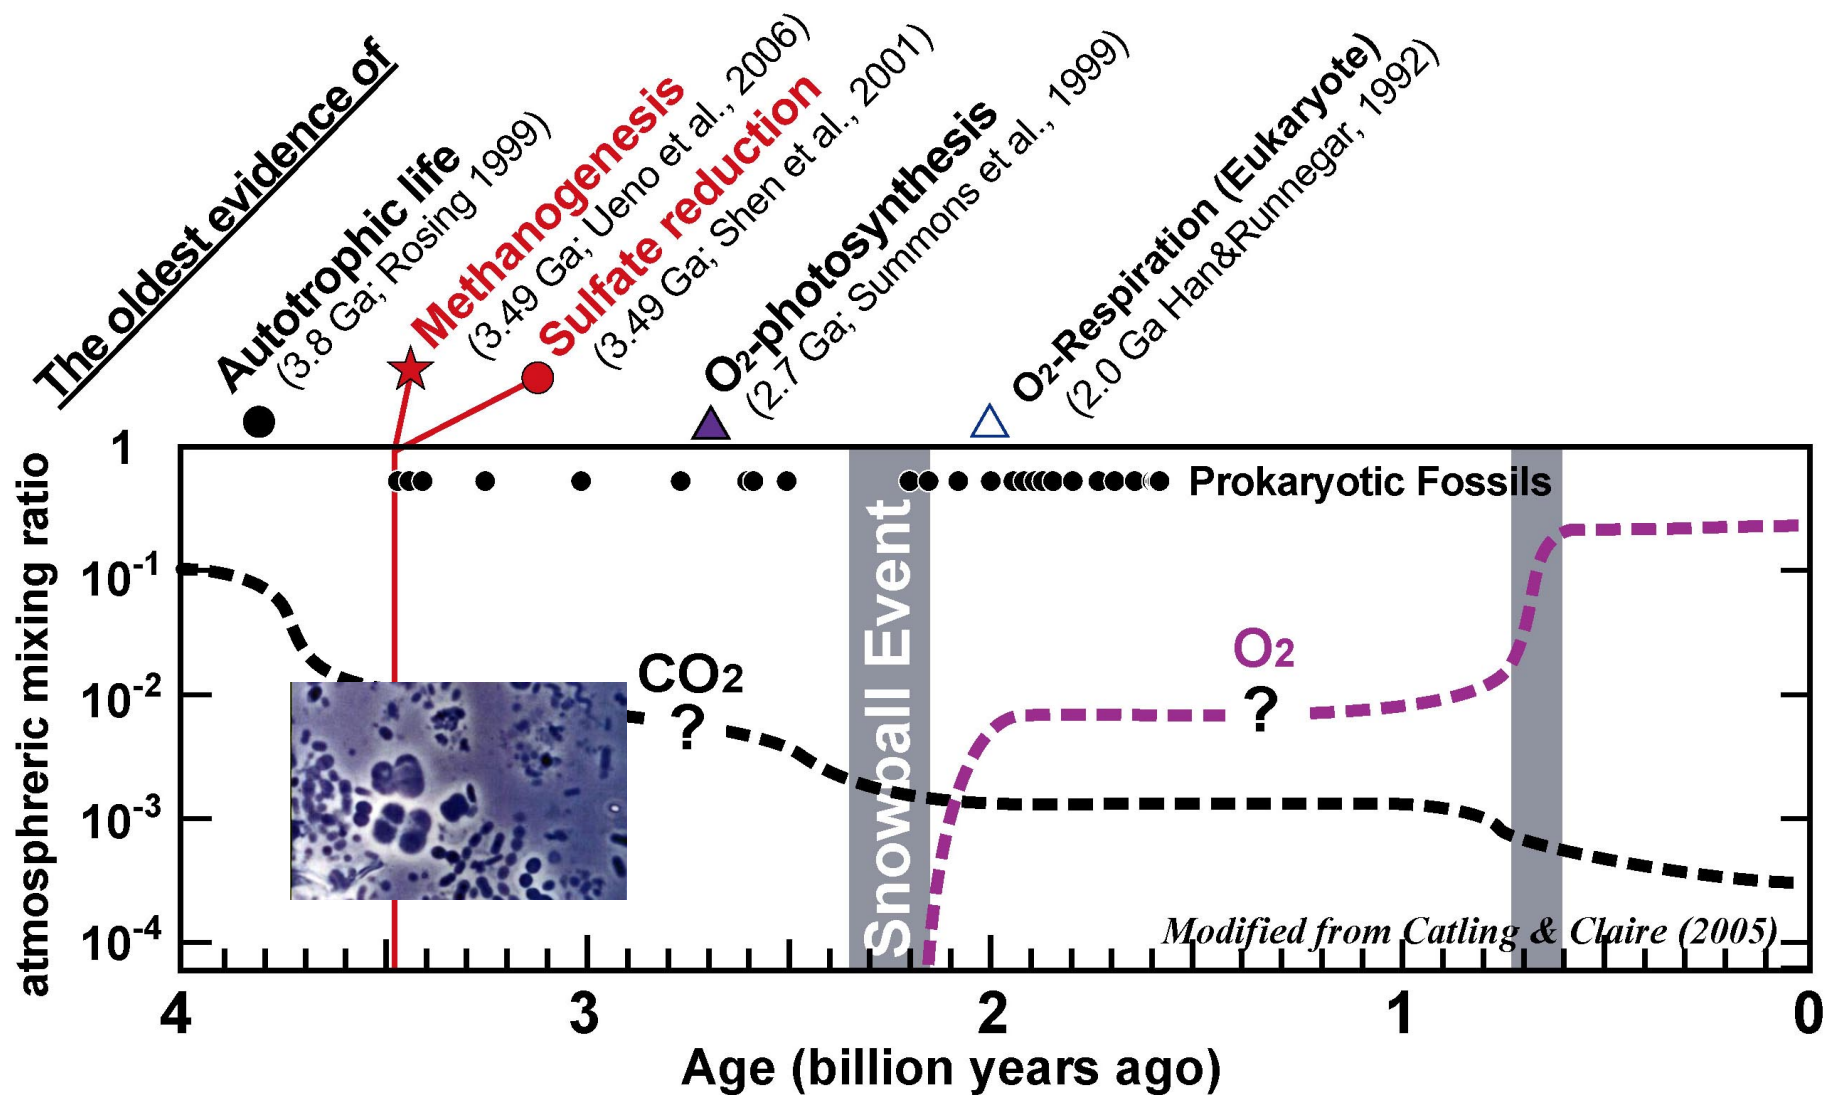 The oldest evidence of
Autotrophic life
(3.8 Ga; Rosing 1999)
Methanogenesis
(3.49 Ga; Ueno et al., 2006)
Sulfate reduction
(3.49 Ga; Shen et al., 2001)
O2-photosynthesis
(2.7 Ga; Summons et al., 1999)
O2-Respiration (Eukaryote)
(2.0 Ga Han&Runnegar, 1992)
atmosphreric mixing ratio
1
10-1
10-2
10-3
10-4
Prokaryotic Fossils
Snowball Event
CO2
?
O2
?
Modified from Catling & Claire (2005)
4 3 2 1 0
Age (billion years ago)